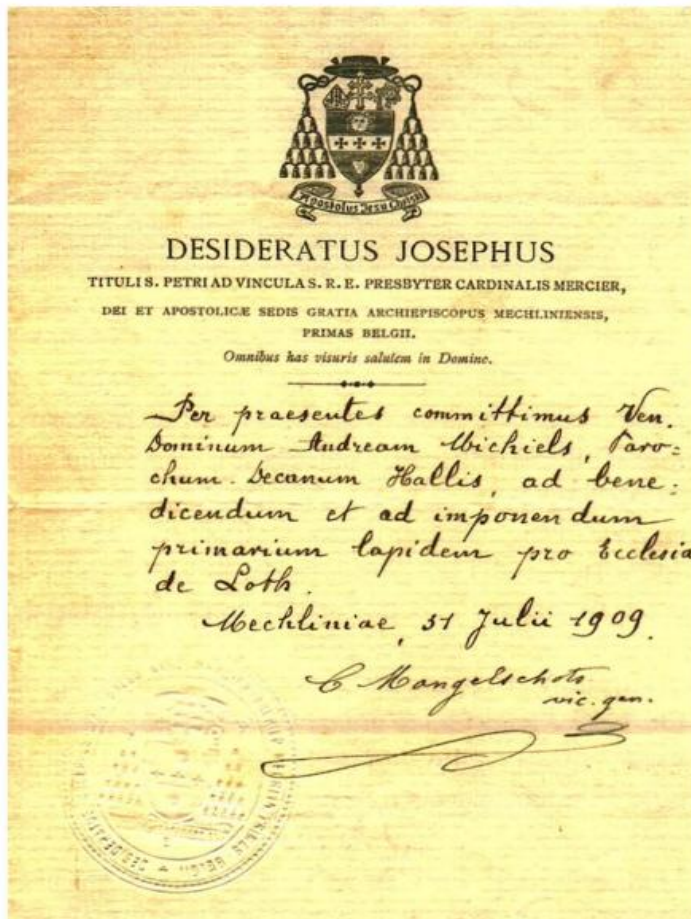 Apostolus Jesu Christi
DESIDERATUS JOSEPHUS
TITULI S. PETRI AD VINCULA S. R. E. PRESBYTER CARDINALIS MERCIER,
DEI ET APOSTOLICÆ SEDIS GRATIA ARCHIEPISCOPUS MECHLINIENSIS,
PRIMAS BELGII.
Omnibus has visuris salutem in Domino.
Per praesentes committimus Ven.
Dominum Andream Michiels, Paro=
chum-Decanum Hallis, ad bene=
dicendum et ad imponendum
primarium lapidem pro Ecclesia
de Loth.
Mechliniae, 31 Julii 1909.
C Mangelschots
vic. gen.